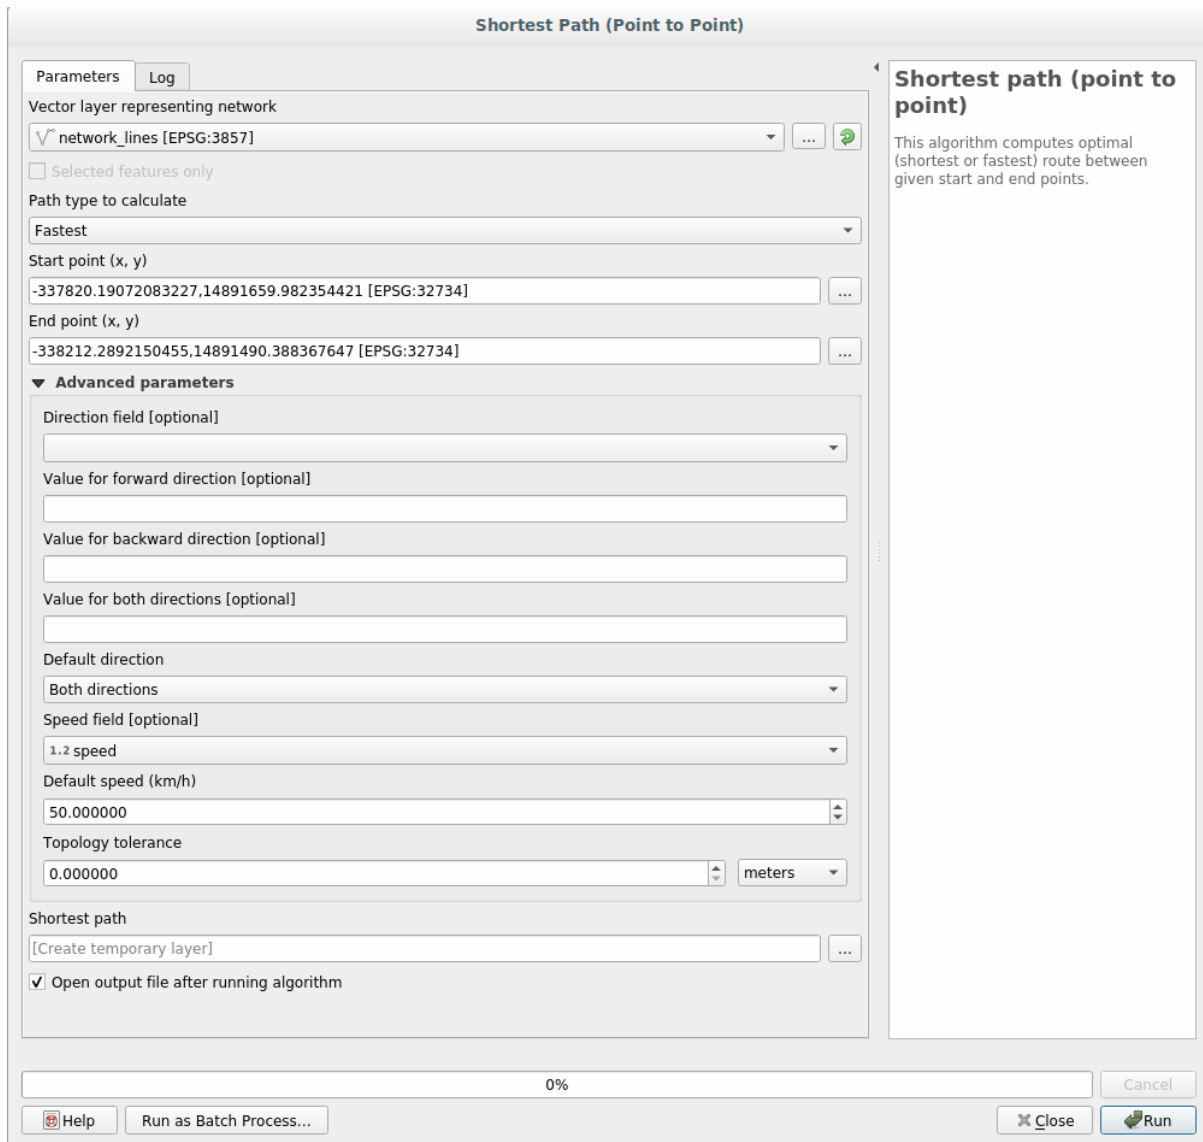 Shortest Path (Point to Point)
Parameters
Log
Vector layer representing network
network_lines [EPSG:3857]
...
Selected features only
Path type to calculate
Fastest
Start point (x, y)
-337820.19072083227,14891659.982354421 [EPSG:32734]
...
End point (x, y)
-338212.2892150455,14891490.388367647 [EPSG:32734]
...
Advanced parameters
Direction field [optional]
Value for forward direction [optional]
Value for backward direction [optional]
Value for both directions [optional]
Default direction
Both directions
Speed field [optional]
1.2 speed
Default speed (km/h)
50.000000
Topology tolerance
0.000000
meters
Shortest path
[Create temporary layer]
...
Open output file after running algorithm
Shortest path (point to
point)
This algorithm computes optimal
(shortest or fastest) route between
given start and end points.
0%
Cancel
Help
Run as Batch Process...
Close
Run